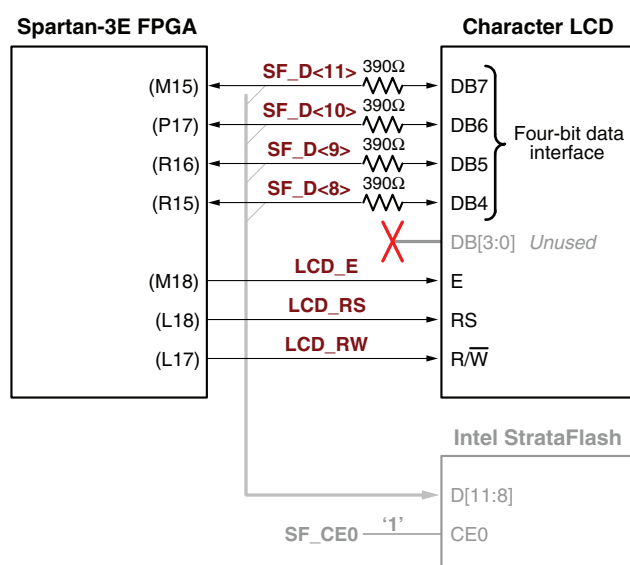 Spartan-3E FPGA
Character LCD
(M15) SF_D<11> 390Ω DB7
(P17) SF_D<10> 390Ω DB6
(R16) SF_D<9> 390Ω DB5
(R15) SF_D<8> 390Ω DB4
Four-bit data
interface
DB[3:0] Unused
(M18) LCD_E E
(L18) LCD_RS RS
(L17) LCD_RW R/W̅
Intel StrataFlash
D[11:8]
SF_CE0 ‘1’ CE0